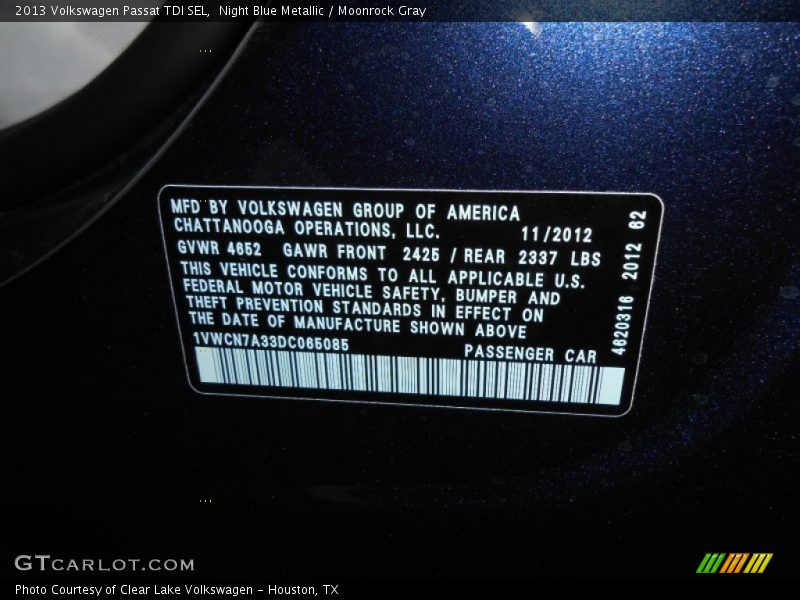 2013 Volkswagen Passat TDI SEL,  Night Blue Metallic / Moonrock Gray
MFD BY VOLKSWAGEN GROUP OF AMERICA
CHATTANOOGA OPERATIONS, LLC. 11/2012
GVWR 4652 GAWR FRONT 2425 / REAR 2337 LBS
THIS VEHICLE CONFORMS TO ALL APPLICABLE U.S.
FEDERAL MOTOR VEHICLE SAFETY, BUMPER AND
THEFT PREVENTION STANDARDS IN EFFECT ON
THE DATE OF MANUFACTURE SHOWN ABOVE
1VWCN7A33DC065085 PASSENGER CAR
4620316 2012 62
GTCARLOT.COM
Photo Courtesy of Clear Lake Volkswagen - Houston, TX